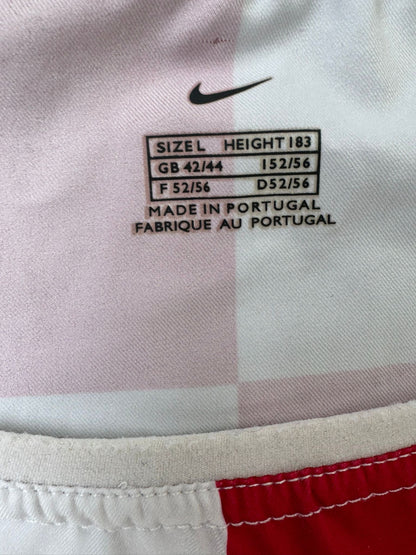 SIZE L HEIGHT 183
GB 42/44 I 52/56
F 52/56 D 52/56
MADE IN PORTUGAL
FABRIQUE AU PORTUGAL